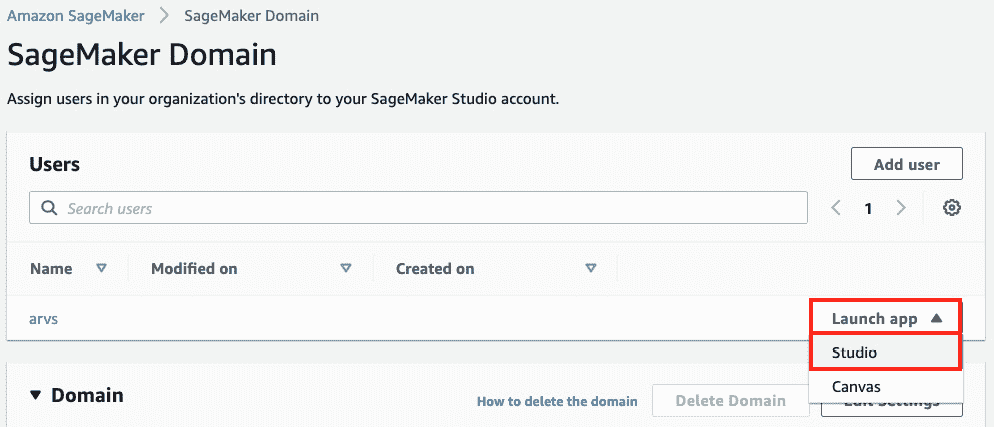 Amazon SageMaker > SageMaker Domain
SageMaker Domain
Assign users in your organization's directory to your SageMaker Studio account.
Users
Add user
Search users
1
Name Modified on Created on
arvs
Launch app
Studio
Canvas
Domain
How to delete the domain
Delete Domain
Edit Settings